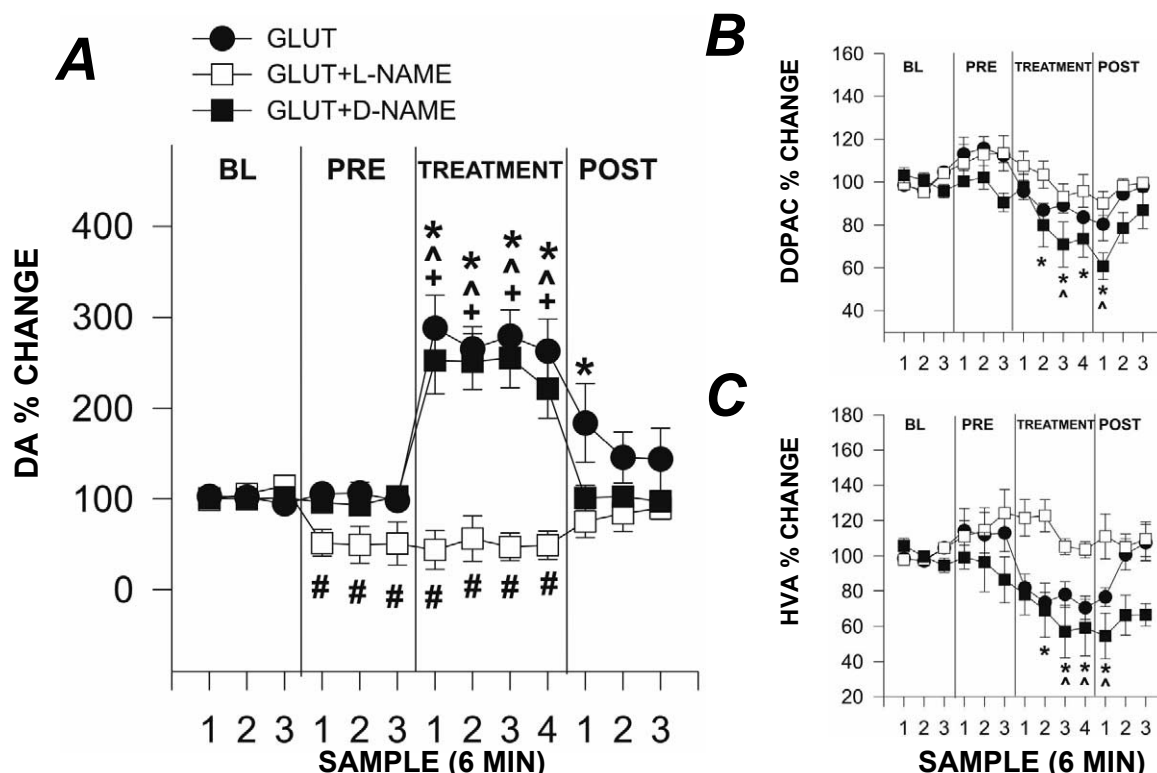 A
GLUT
GLUT+L-NAME
GLUT+D-NAME
BL PRE TREATMENT POST
DA % CHANGE
400
300
200
100
0
* * * * *
^ ^ ^ ^
+ + + +
# # # # # # #
1 2 3 1 2 3 1 2 3 4 1 2 3
SAMPLE (6 MIN)
B
BL PRE TREATMENT POST
DOPAC % CHANGE
160
140
120
100
80
60
40
* * * *
^ ^
1 2 3 1 2 3 1 2 3 4 1 2 3
C
BL PRE TREATMENT POST
HVA % CHANGE
180
160
140
120
100
80
60
40
20
* * * *
^ ^ ^
1 2 3 1 2 3 1 2 3 4 1 2 3
SAMPLE (6 MIN)